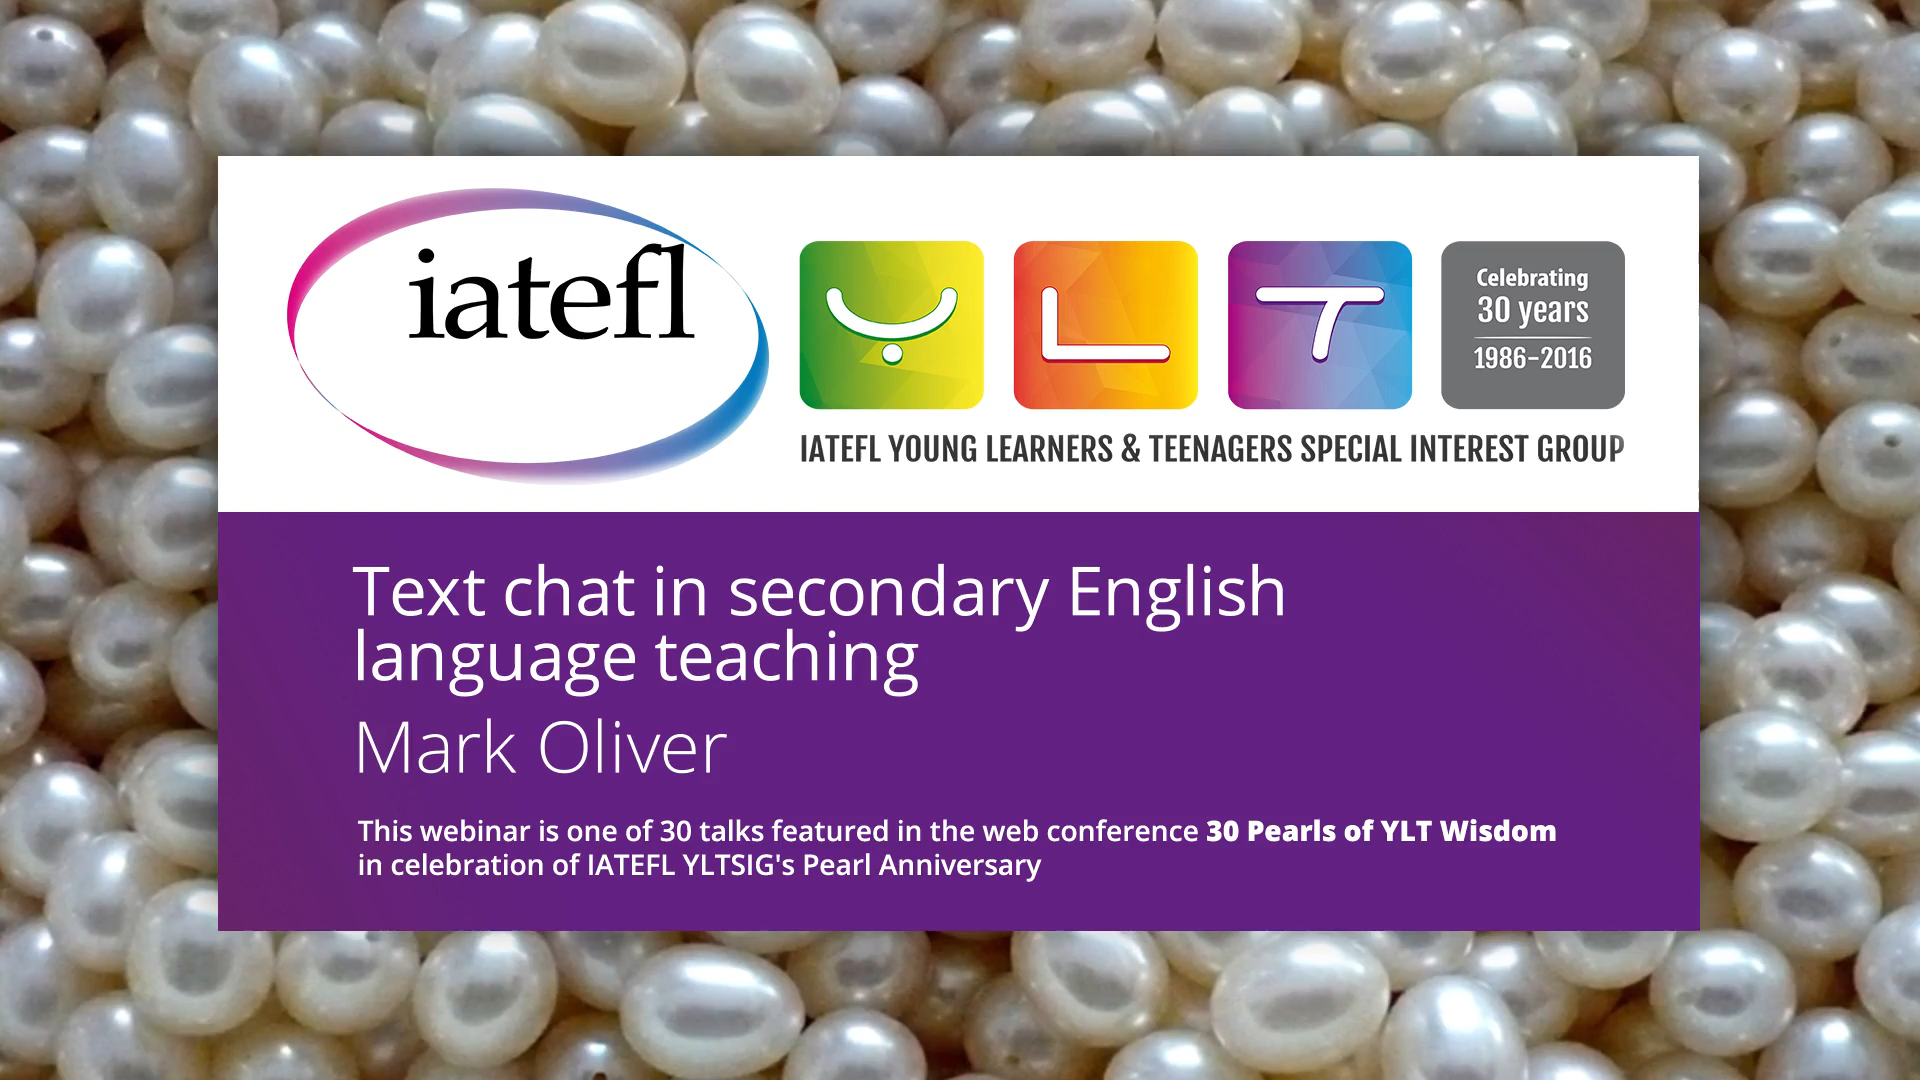 iatefl
YLT
Celebrating
30 years
1986–2016
IATEFL YOUNG LEARNERS & TEENAGERS SPECIAL INTEREST GROUP
Text chat in secondary English
language teaching
Mark Oliver
This webinar is one of 30 talks featured in the web conference 30 Pearls of YLT Wisdom
in celebration of IATEFL YLTSIG's Pearl Anniversary